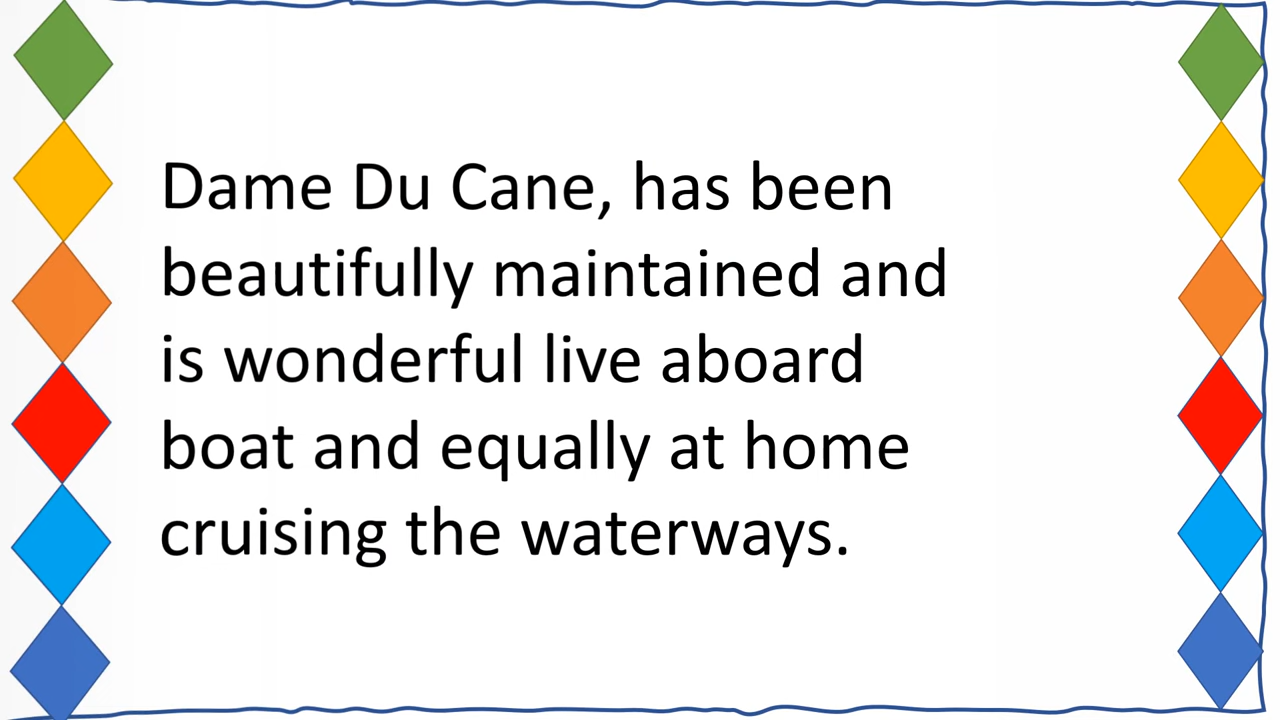 Dame Du Cane, has been
beautifully maintained and
is wonderful live aboard
boat and equally at home
cruising the waterways.